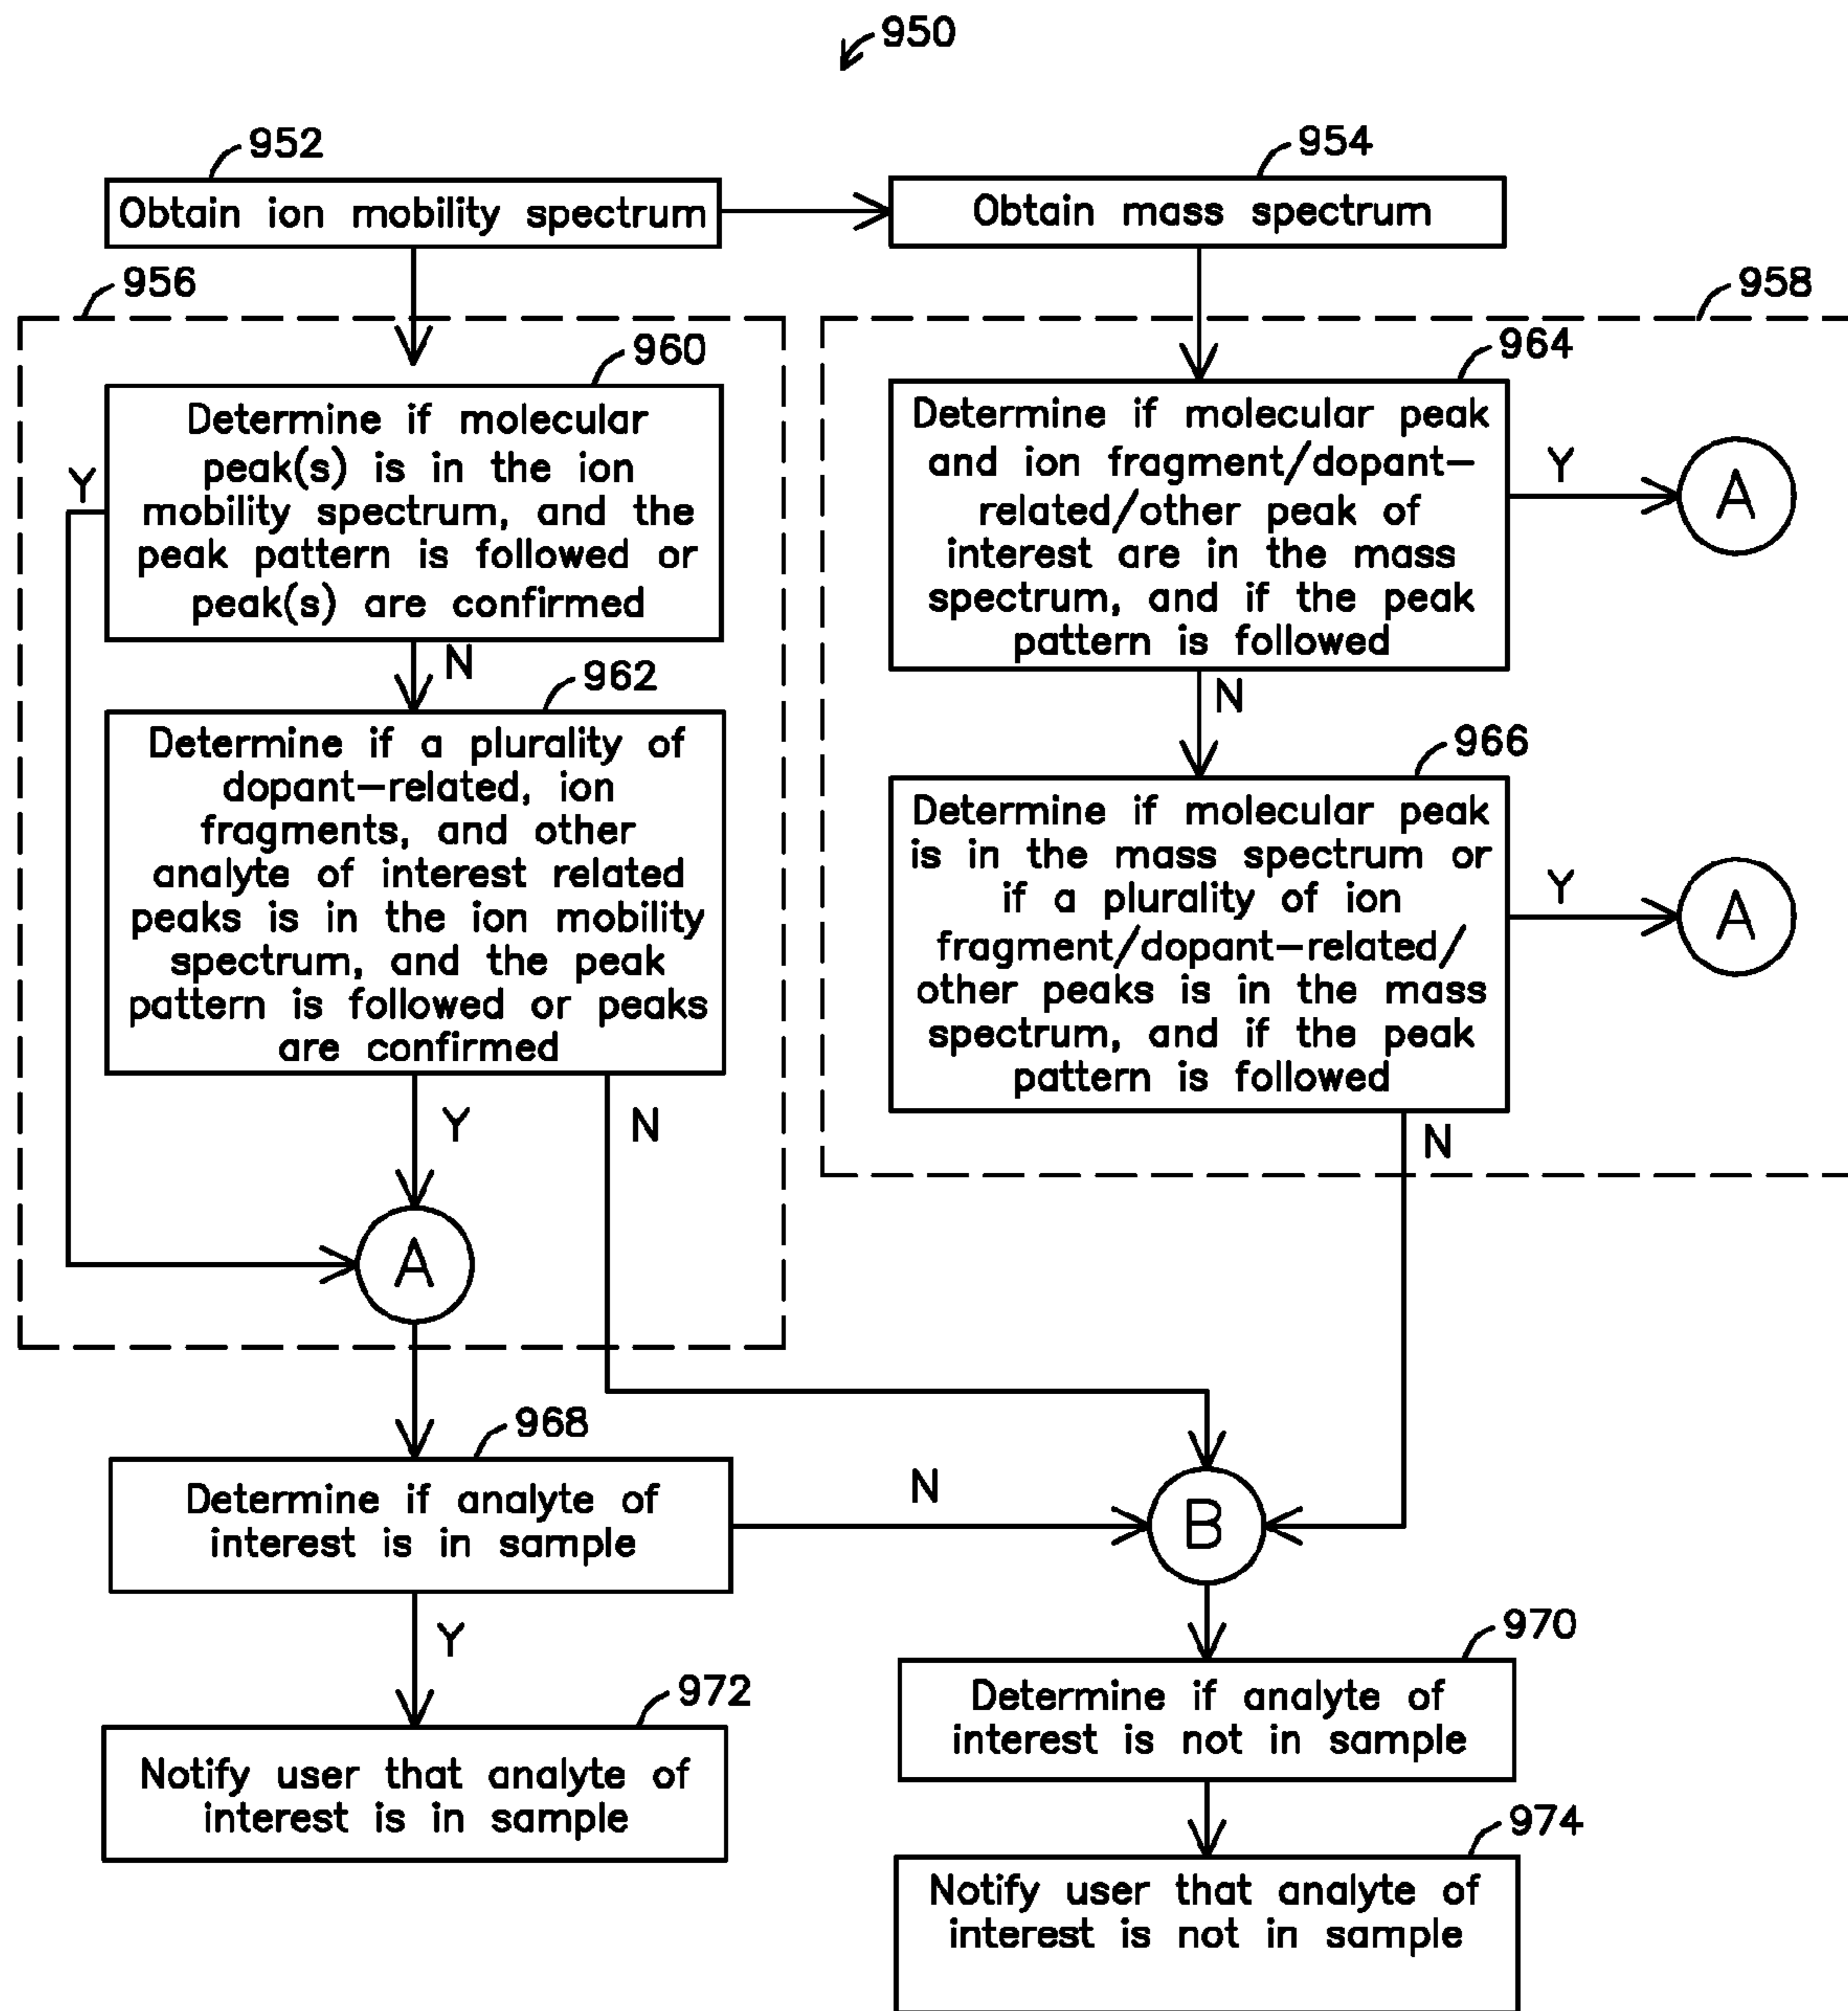 950
952
954
Obtain ion mobility spectrum
Obtain mass spectrum
956
958
960
964
Determine if molecular
peak(s) is in the ion
mobility spectrum, and the
peak pattern is followed or
peak(s) are confirmed
Y
Determine if molecular peak
and ion fragment/dopant-
related/other peak of
interest are in the mass
spectrum, and if the peak
pattern is followed
Y
A
N
962
N
966
Determine if a plurality of
dopant-related, ion
fragments, and other
analyte of interest related
peaks is in the ion mobility
spectrum, and the peak
pattern is followed or peaks
are confirmed
Determine if molecular peak
is in the mass spectrum or
if a plurality of ion
fragment/dopant-related/
other peaks is in the mass
spectrum, and if the peak
pattern is followed
Y
A
Y
N
N
A
968
Determine if analyte of
interest is in sample
N
B
Y
970
972
Determine if analyte of
interest is not in sample
Notify user that analyte of
interest is in sample
974
Notify user that analyte of
interest is not in sample